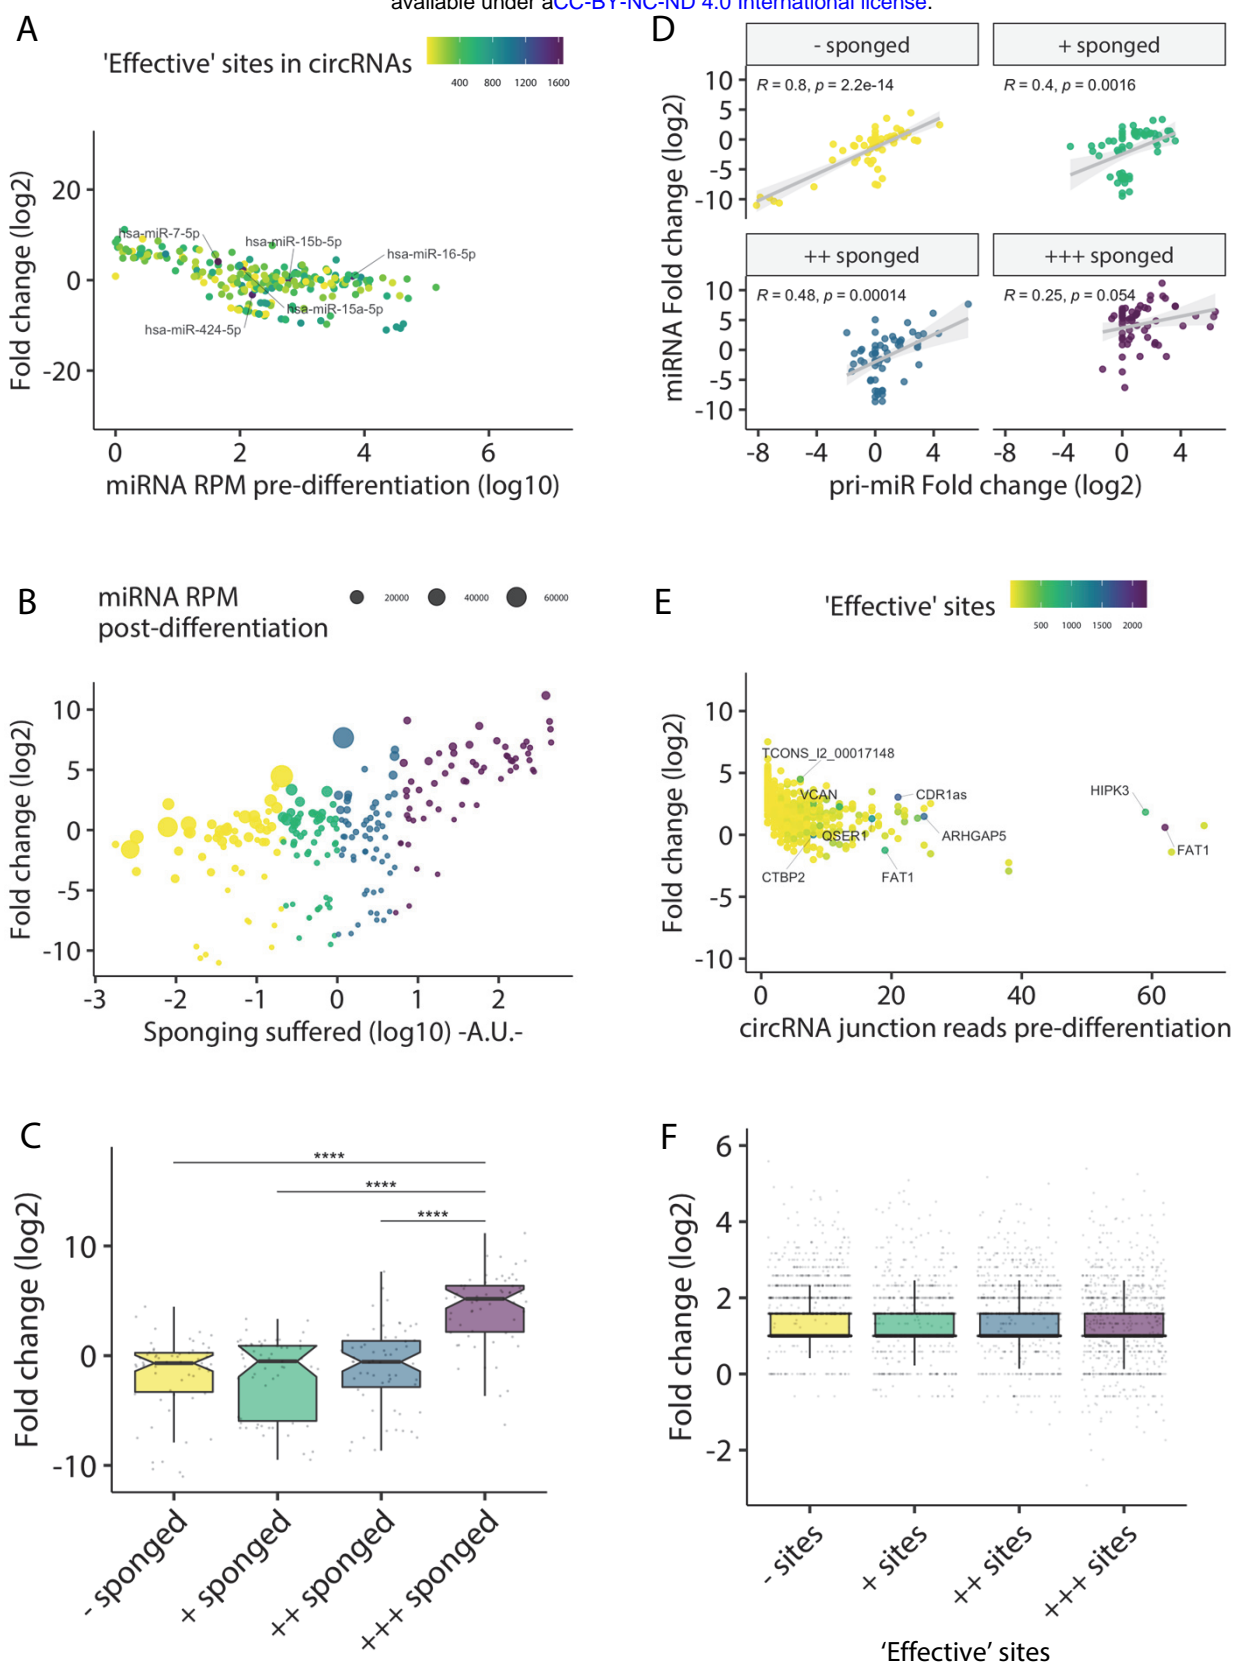 available under aCC-BY-NC-ND 4.0 International license.
A
'Effective' sites in circRNAs
400 800 1200 1600
Fold change (log2)
20
0
-20
hsa-miR-7-5p
hsa-miR-15b-5p
hsa-miR-16-5p
hsa-miR-15a-5p
hsa-miR-424-5p
0 2 4 6
miRNA RPM pre-differentiation (log10)
D
- sponged
+ sponged
R = 0.8, p = 2.2e-14
R = 0.4, p = 0.0016
++ sponged
+++ sponged
R = 0.48, p = 0.00014
R = 0.25, p = 0.054
miRNA Fold change (log2)
10
5
0
-5
-10
10
5
0
-5
-10
-8 -4 0 4
-8 -4 0 4
pri-miR Fold change (log2)
B
miRNA RPM
post-differentiation
20000 40000 60000
Fold change (log2)
10
5
0
-5
-10
-3 -2 -1 0 1 2
Sponging suffered (log10) -A.U.-
E
'Effective' sites
500 1000 1500 2000
Fold change (log2)
10
5
0
-5
-10
TCONS_l2_00017148
VCAN
CDR1as
HIPK3
QSER1
ARHGAP5
FAT1
CTBP2
FAT1
0 20 40 60
circRNA junction reads pre-differentiation
C
****
****
****
Fold change (log2)
10
0
-10
- sponged
+ sponged
++ sponged
+++ sponged
F
Fold change (log2)
6
4
2
0
-2
- sites
+ sites
++ sites
+++ sites
‘Effective’ sites